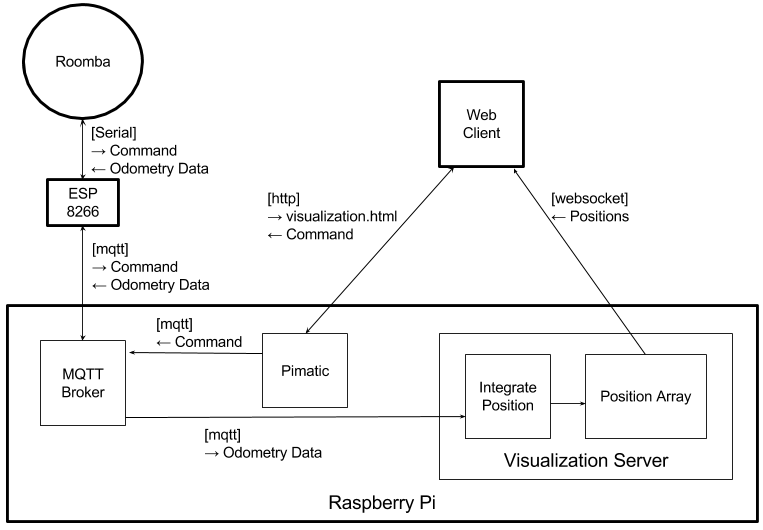 Roomba
[Serial]
→ Command
← Odometry Data
ESP
8266
[mqtt]
→ Command
← Odometry Data
Web
Client
[http]
→ visualization.html
← Command
[websocket]
← Positions
[mqtt]
← Command
MQTT
Broker
Pimatic
Integrate
Position
Position Array
[mqtt]
→ Odometry Data
Visualization Server
Raspberry Pi